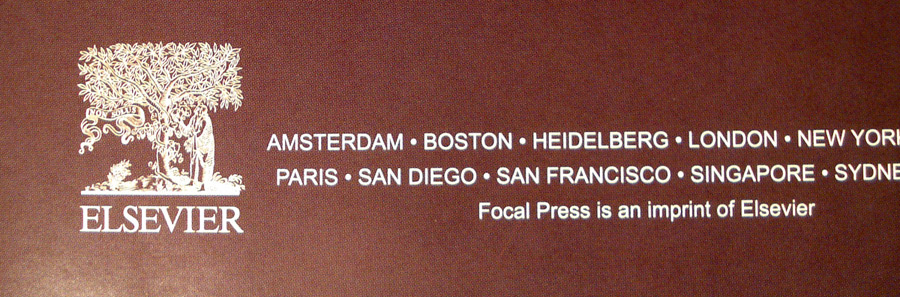 AMSTERDAM • BOSTON • HEIDELBERG • LONDON • NEW YORK
PARIS • SAN DIEGO • SAN FRANCISCO • SINGAPORE • SYDNE
Focal Press is an imprint of Elsevier
ELSEVIER